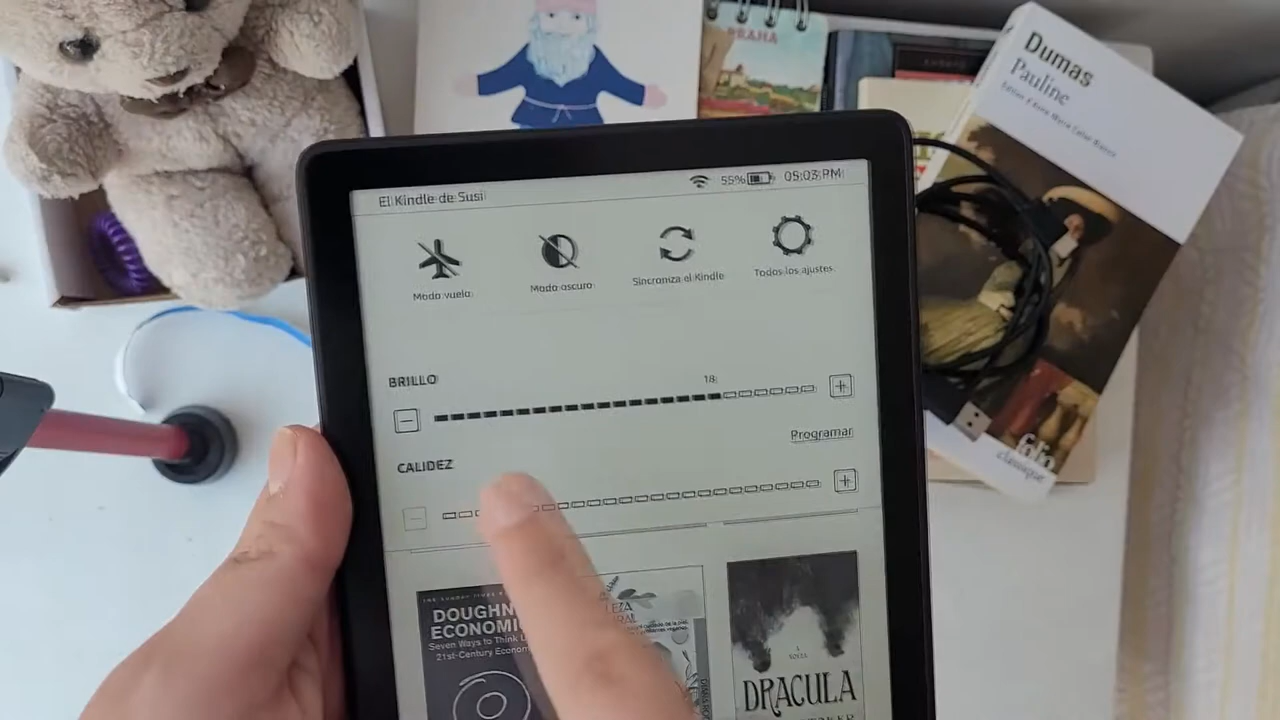 PRAHA
Dumas
Pauline
El Kindle de Susi
55%
05:03 PM
Modo vuelo
Modo oscuro
Sincroniza el Kindle
Todos los ajustes
BRILLO
18
Programar
CALIDEZ
DOUGHN
ECONOMIC
Seven Ways to Think L
21st-Century Econom
DRACULA
folio
classique